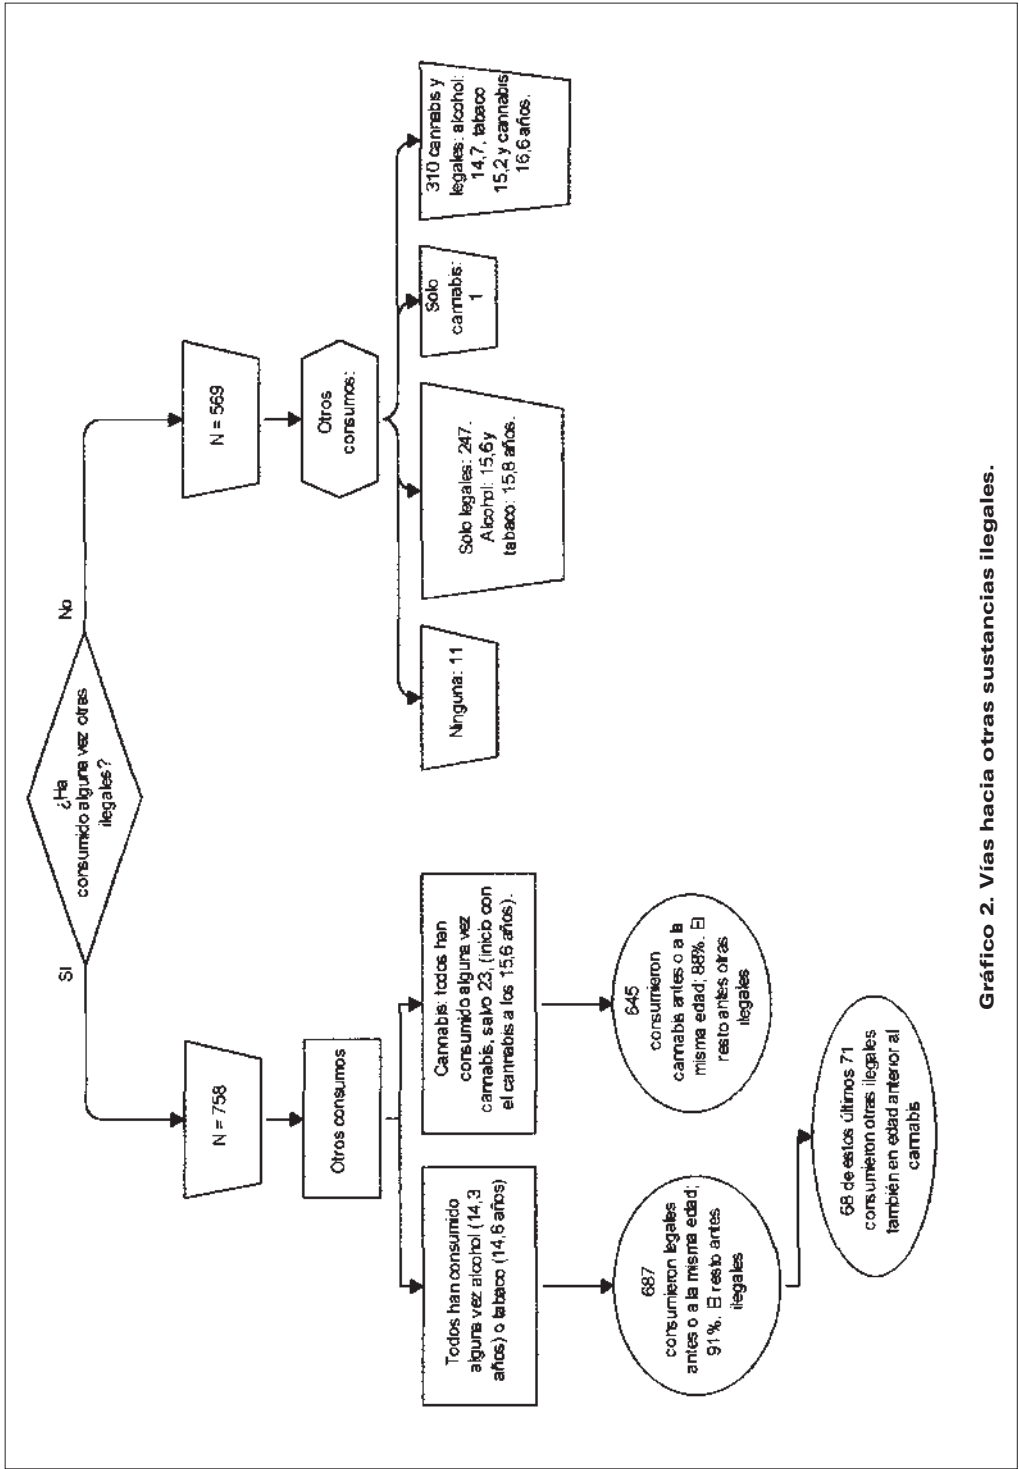 ¿Ha
consumido alguna vez otras
ilegales?
SI
No
N = 758
N = 569
Otros consumos
Otros
consumos:
Todos han consumido
alguna vez alcohol (14,3
años) o tabaco (14,6 años)
Cannabis: todos han
consumido alguna vez
cannabis, salvo 23, (inicio con
el cannabis a los 15,6 años).
Ninguna: 11
Solo legales: 247.
Alcohol: 15,6 y
tabaco: 15,8 años.
Solo
cannabis:
1
310 cannabis y
legales: alcohol:
14,7, tabaco
15,2 y cannabis
16,6 años.
687
consumieron legales
antes o a la misma edad;
91%. El resto antes
ilegales
645
consumieron
cannabis antes o a la
misma edad; 88%. El
resto antes otras
ilegales
68 de estos últimos 71
consumieron otras ilegales
también en edad anterior al
cannabis
Gráfico 2. Vías hacia otras sustancias ilegales.